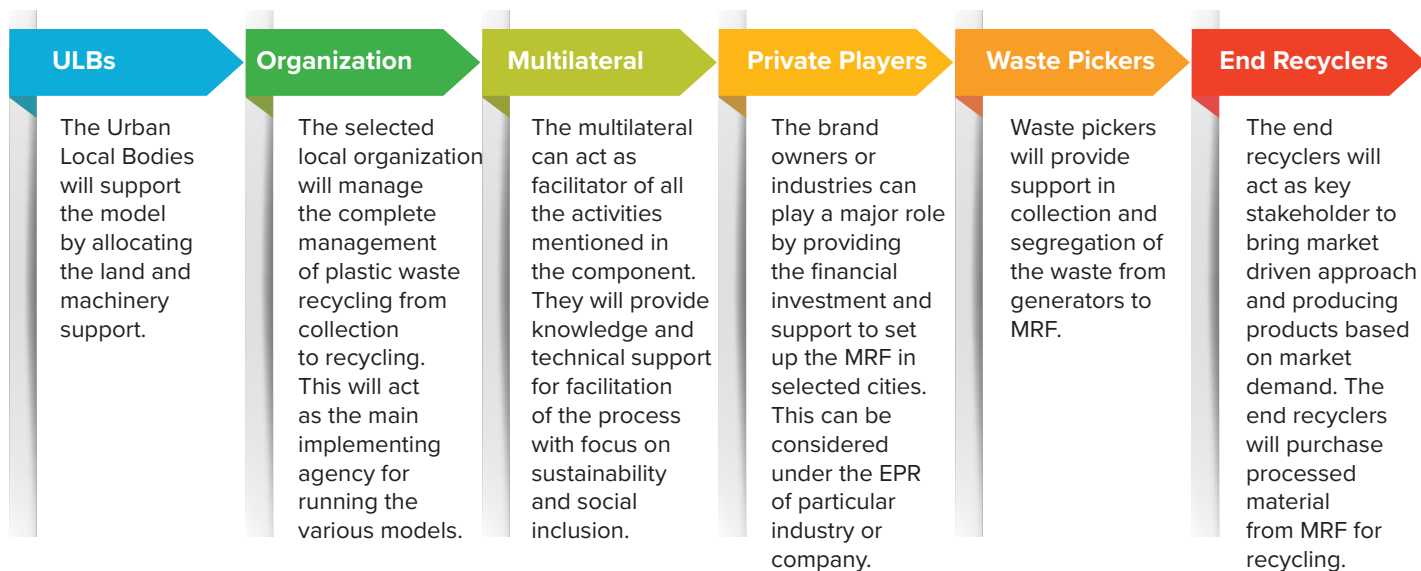 ULBs
The Urban
Local Bodies
will support
the model
by allocating
the land and
machinery
support.
Organization
The selected
local organization
will manage
the complete
management
of plastic waste
recycling from
collection
to recycling.
This will act
as the main
implementing
agency for
running the
various models.
Multilateral
The multilateral
can act as
facilitator of all
the activities
mentioned in
the component.
They will provide
knowledge and
technical support
for facilitation
of the process
with focus on
sustainability
and social
inclusion.
Private Players
The brand
owners or
industries can
play a major role
by providing
the financial
investment and
support to set
up the MRF in
selected cities.
This can be
considered
under the EPR
of particular
industry or
company.
Waste Pickers
Waste pickers
will provide
support in
collection and
segregation of
the waste from
generators to
MRF.
End Recyclers
The end
recyclers will
act as key
stakeholder to
bring market
driven approach
and producing
products based
on market
demand. The
end recyclers
will purchase
processed
material
from MRF for
recycling.